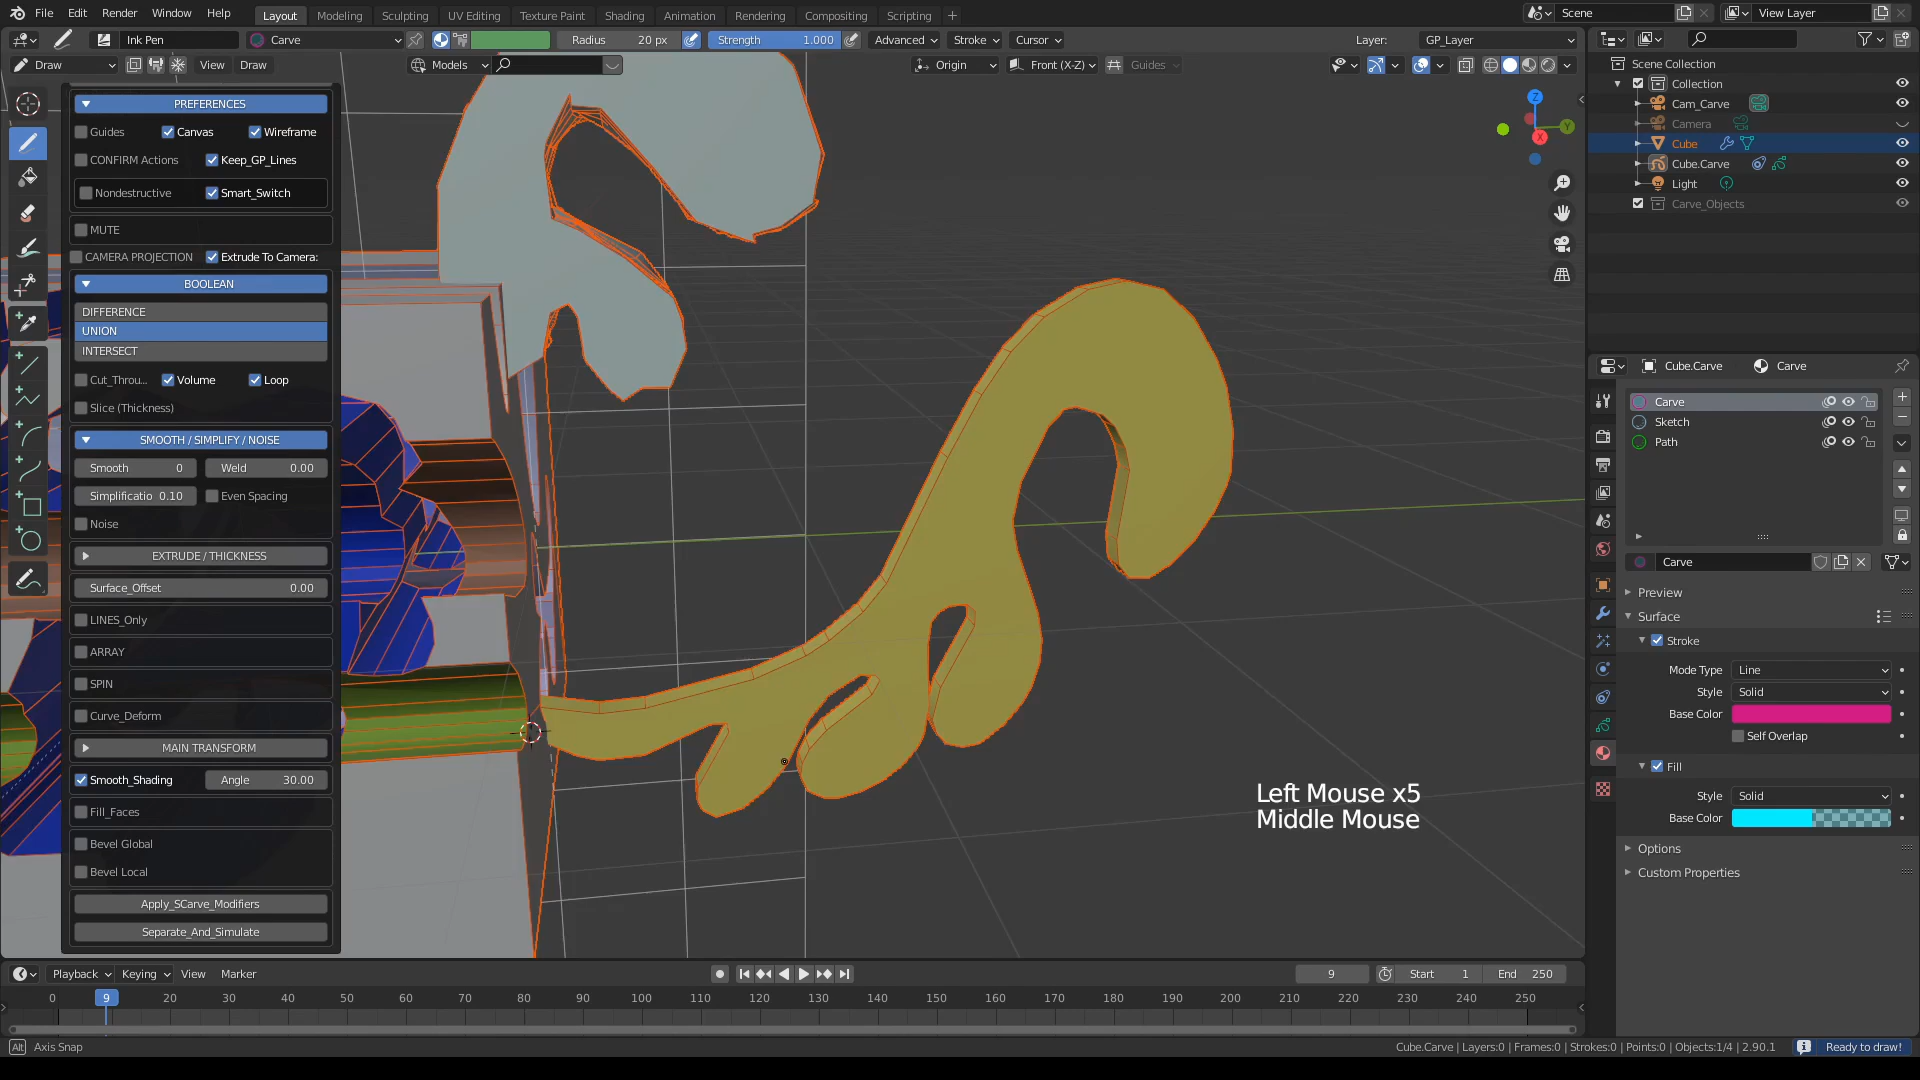 File Edit Render Window Help Layout Modeling Sculpting UV Editing Texture Paint Shading Animation Rendering Compositing Scripting + Scene View Layer
Ink Pen Carve Radius 20 px Strength 1.000 Advanced Stroke Cursor Layer: GP_Layer
Draw View Draw Models Origin Front (X-Z) Guides
PREFERENCES
Guides Canvas Wireframe
CONFIRM Actions Keep_GP_Lines
Nondestructive Smart_Switch
MUTE
CAMERA PROJECTION Extrude To Camera:
BOOLEAN
DIFFERENCE
UNION
INTERSECT
Cut_Throu... Volume Loop
Slice (Thickness)
SMOOTH / SIMPLIFY / NOISE
Smooth 0 Weld 0.00
Simplificatio 0.10 Even Spacing
Noise
EXTRUDE / THICKNESS
Surface_Offset 0.00
LINES_Only
ARRAY
SPIN
Curve_Deform
MAIN TRANSFORM
Smooth_Shading Angle 30.00
Fill_Faces
Bevel Global
Bevel Local
Apply_SCarve_Modifiers
Separate_And_Simulate
Z
Y
X
Left Mouse x5
Middle Mouse
Scene Collection
Collection
Cam_Carve
Camera
Cube
Cube.Carve
Light
Carve_Objects
Cube.Carve Carve
Carve
Sketch
Path
Carve
Preview
Surface
Stroke
Mode Type Line
Style Solid
Base Color
Self Overlap
Fill
Style Solid
Base Color
Options
Custom Properties
Playback Keying View Marker 9 Start 1 End 250
0 9 20 30 40 50 60 70 80 90 100 110 120 130 140 150 160 170 180 190 200 210 220 230 240 250
Alt Axis Snap Cube.Carve | Layers:0 | Frames:0 | Strokes:0 | Points:0 | Objects:1/4 | 2.90.1 Ready to draw!